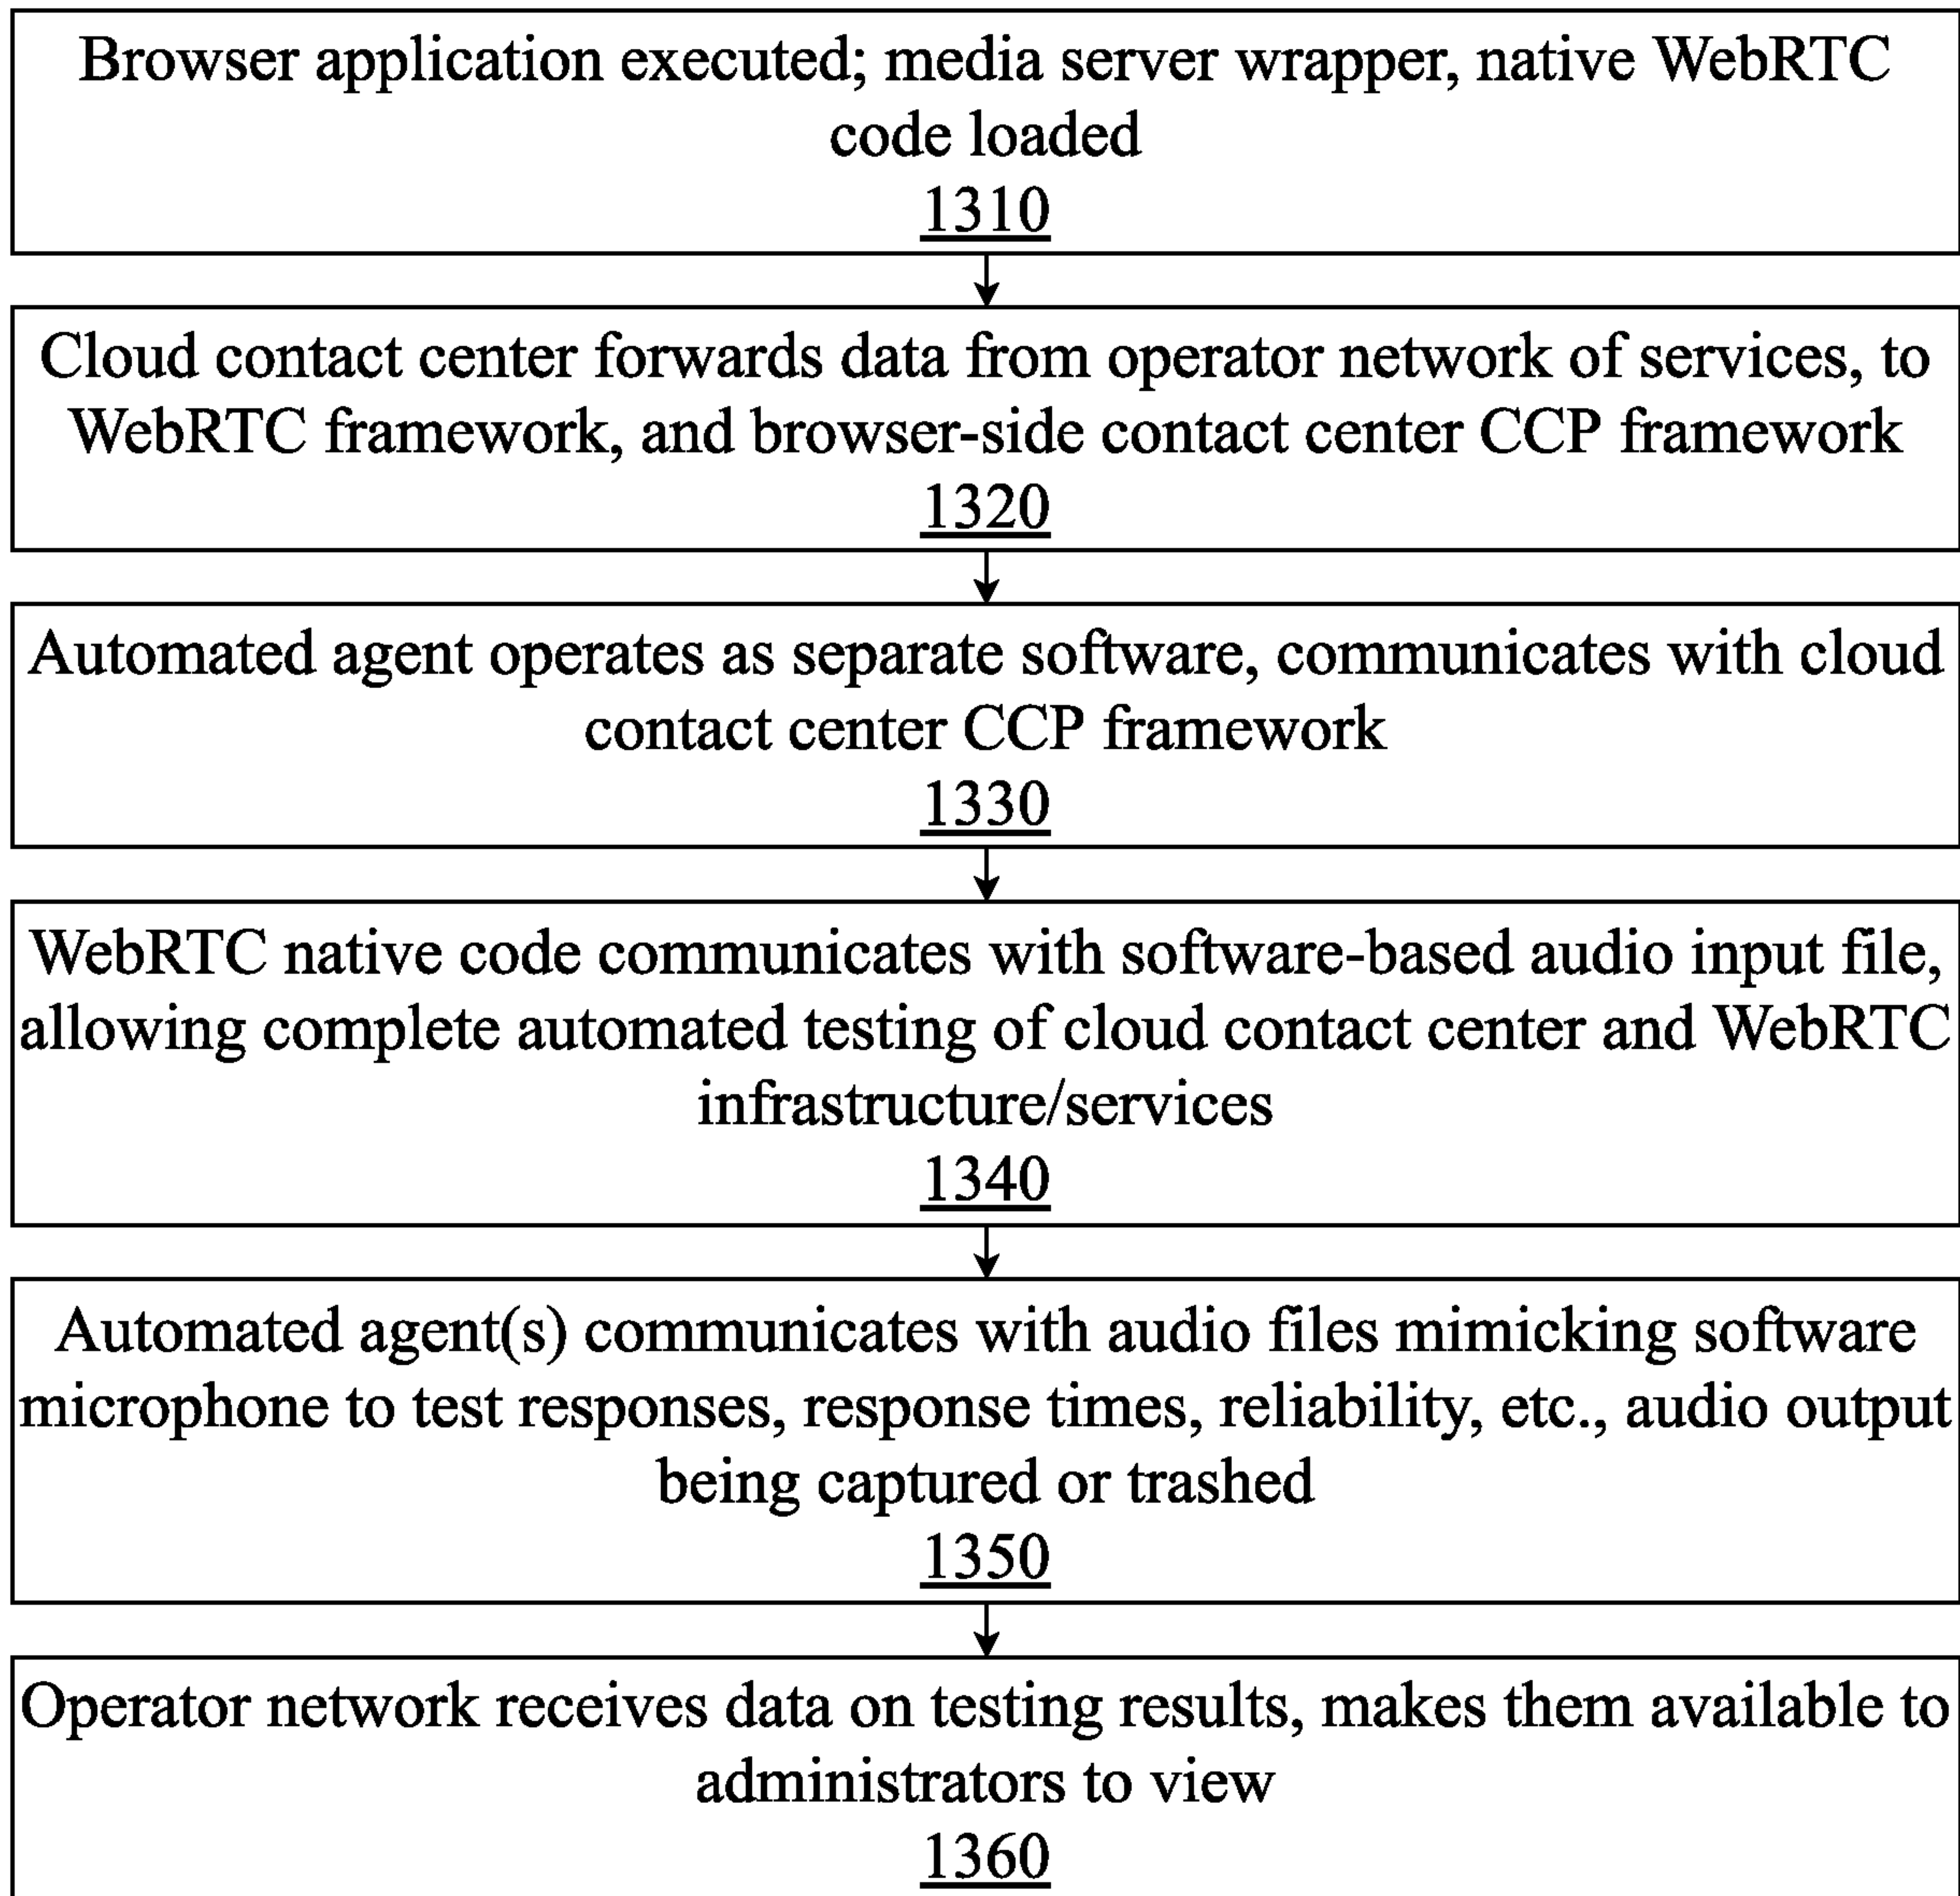 Browser application executed; media server wrapper, native WebRTC
code loaded
1310
Cloud contact center forwards data from operator network of services, to
WebRTC framework, and browser-side contact center CCP framework
1320
Automated agent operates as separate software, communicates with cloud
contact center CCP framework
1330
WebRTC native code communicates with software-based audio input file,
allowing complete automated testing of cloud contact center and WebRTC
infrastructure/services
1340
Automated agent(s) communicates with audio files mimicking software
microphone to test responses, response times, reliability, etc., audio output
being captured or trashed
1350
Operator network receives data on testing results, makes them available to
administrators to view
1360